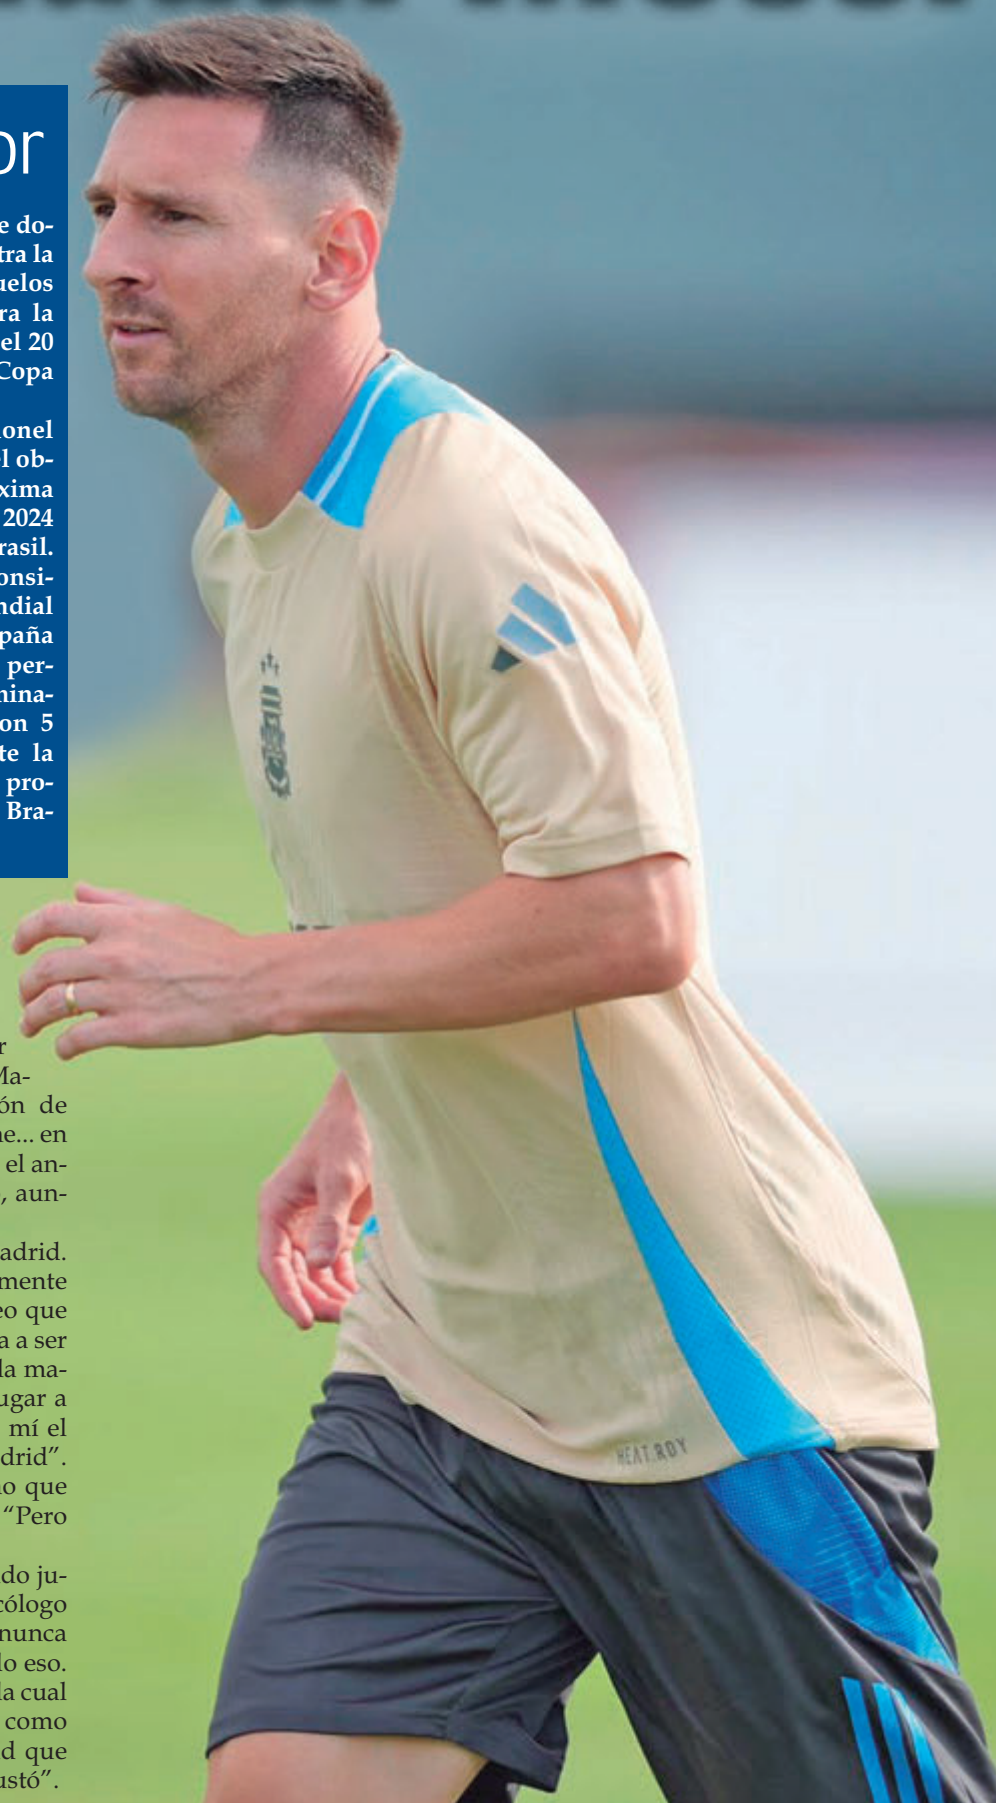 or
e do-
tra la
uelos
ra la
el 20
Copa
onel
el ob-
xima
2024
rasil.
onsi-
ndial
paña
per-
mina-
on 5
te la
pro-
Bra-
r
Ma-
ón de
ne... en
el an-
, aun-
adrid.
mente
eo que
a a ser
la ma-
ugar a
mí el
drid”.
no que
“Pero
do ju-
cólogo
nunca
lo eso.
la cual
como
d que
ustó”.
HEAT.RDY